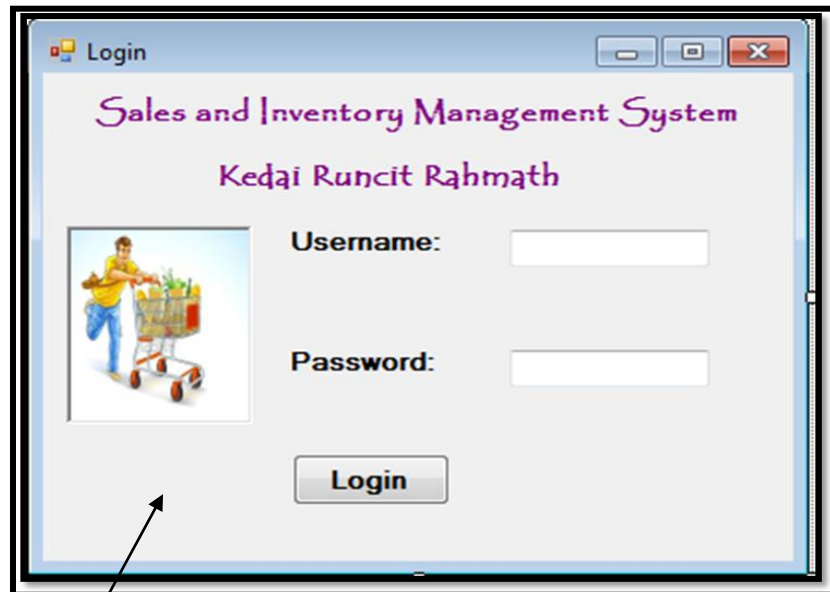 Login
Sales and Inventory Management System
Kedai Runcit Rahmath
Username:
Password:
Login